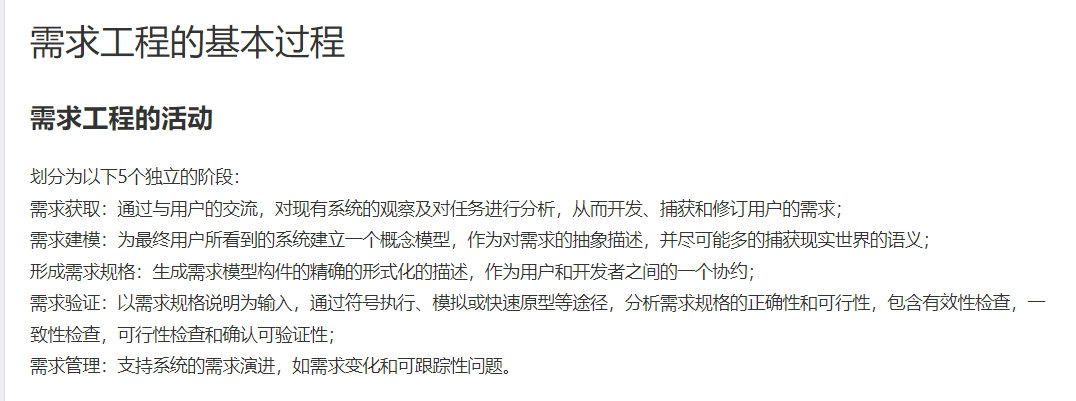 需求工程的基本过程
需求工程的活动
划分为以下5个独立的阶段：
需求获取：通过与用户的交流，对现有系统的观察及对任务进行分析，从而开发、捕获和修订用户的需求；
需求建模：为最终用户所看到的系统建立一个概念模型，作为对需求的抽象描述，并尽可能多的捕获现实世界的语义；
形成需求规格：生成需求模型构件的精确的形式化的描述，作为用户和开发者之间的一个协约；
需求验证：以需求规格说明为输入，通过符号执行、模拟或快速原型等途径，分析需求规格的正确性和可行性，包含有效性检查，一
致性检查，可行性检查和确认可验证性；
需求管理：支持系统的需求演进，如需求变化和可跟踪性问题。